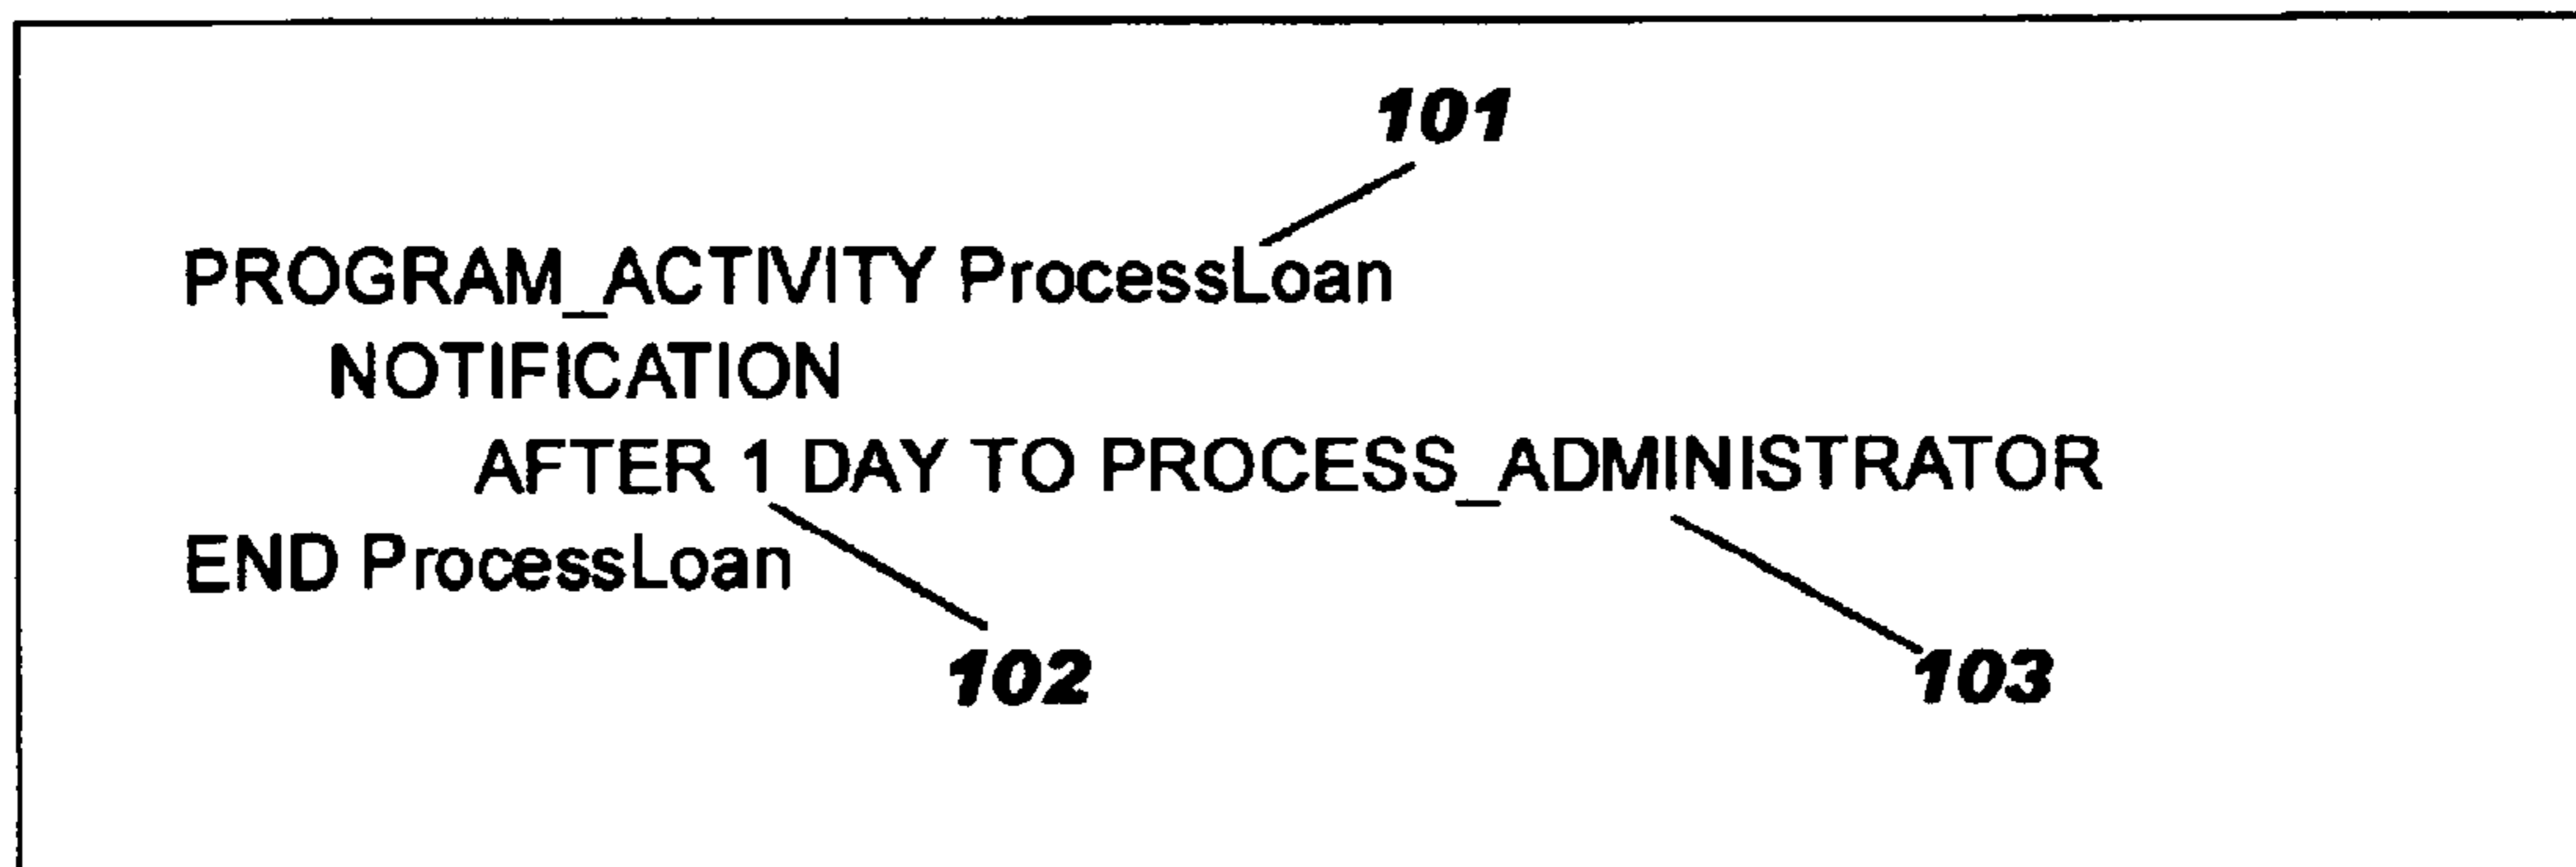 101
PROGRAM_ACTIVITY ProcessLoan
NOTIFICATION
AFTER 1 DAY TO PROCESS_ADMINISTRATOR
END ProcessLoan
102
103